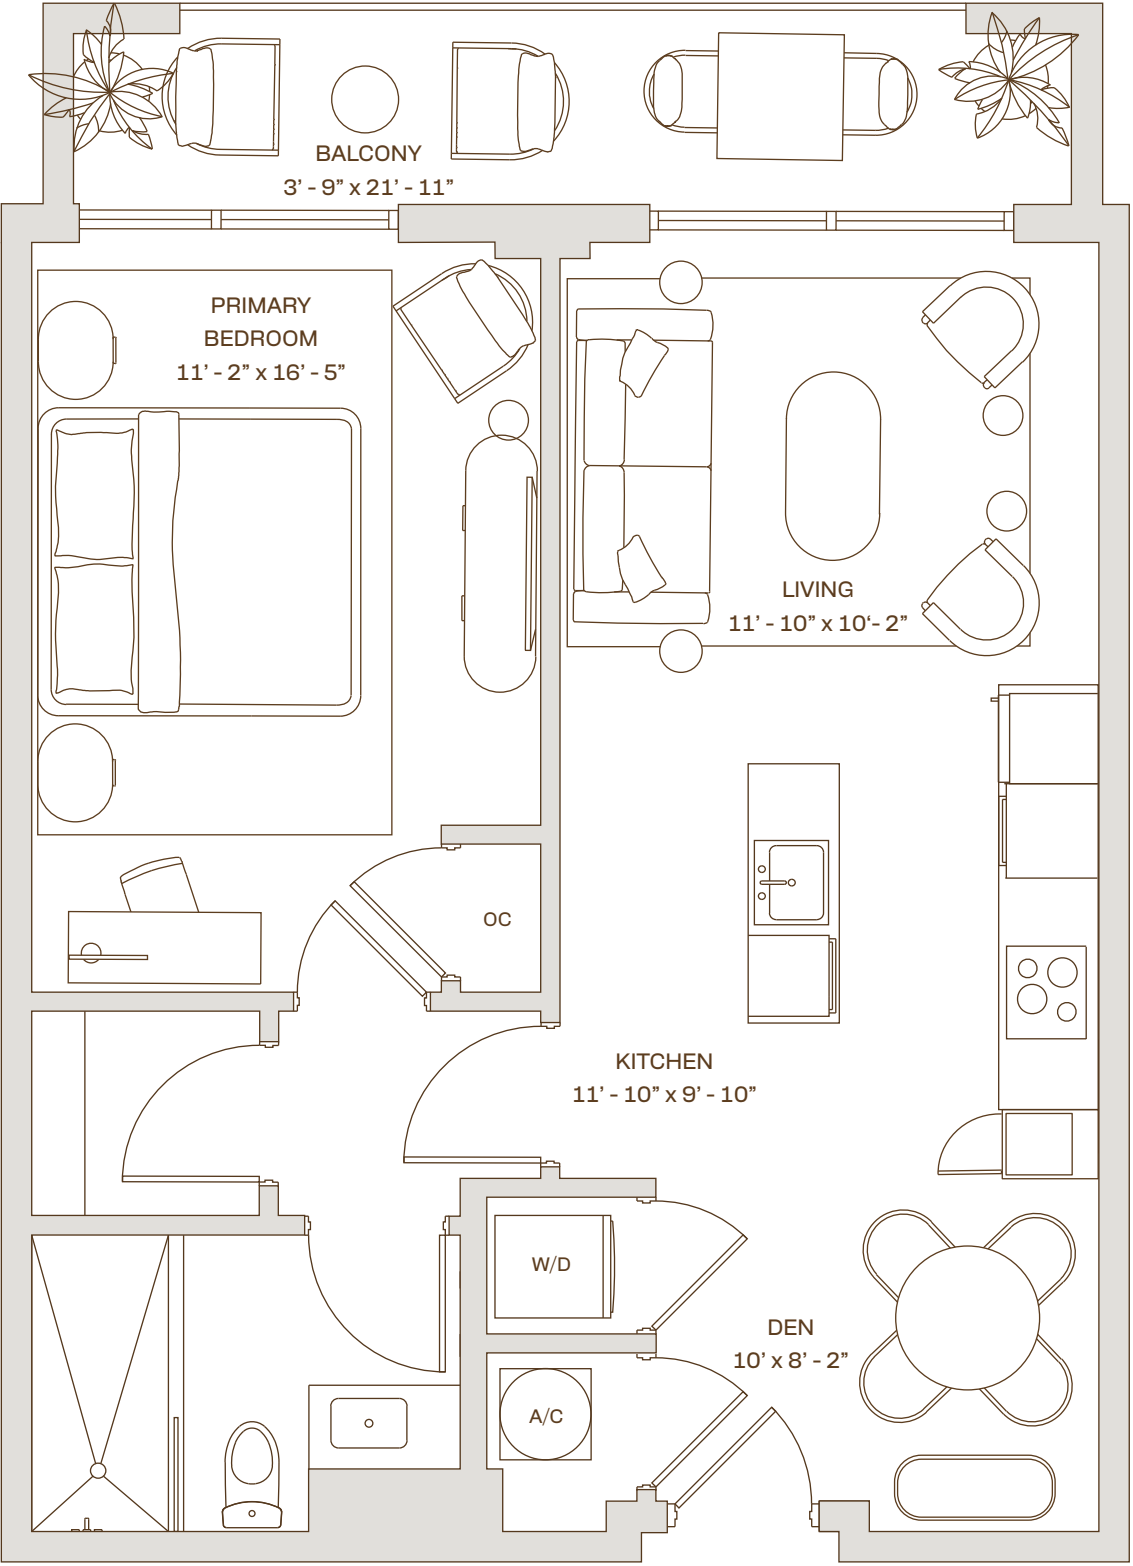 BALCONY
3’ - 9” x 21’ - 11”
PRIMARY
BEDROOM
11’ - 2” x 16’ - 5”
LIVING
11’ - 10” x 10‘- 2”
OC
KITCHEN
11’ - 10” x 9’ - 10”
W/D
DEN
10’ x 8’ - 2”
A/C